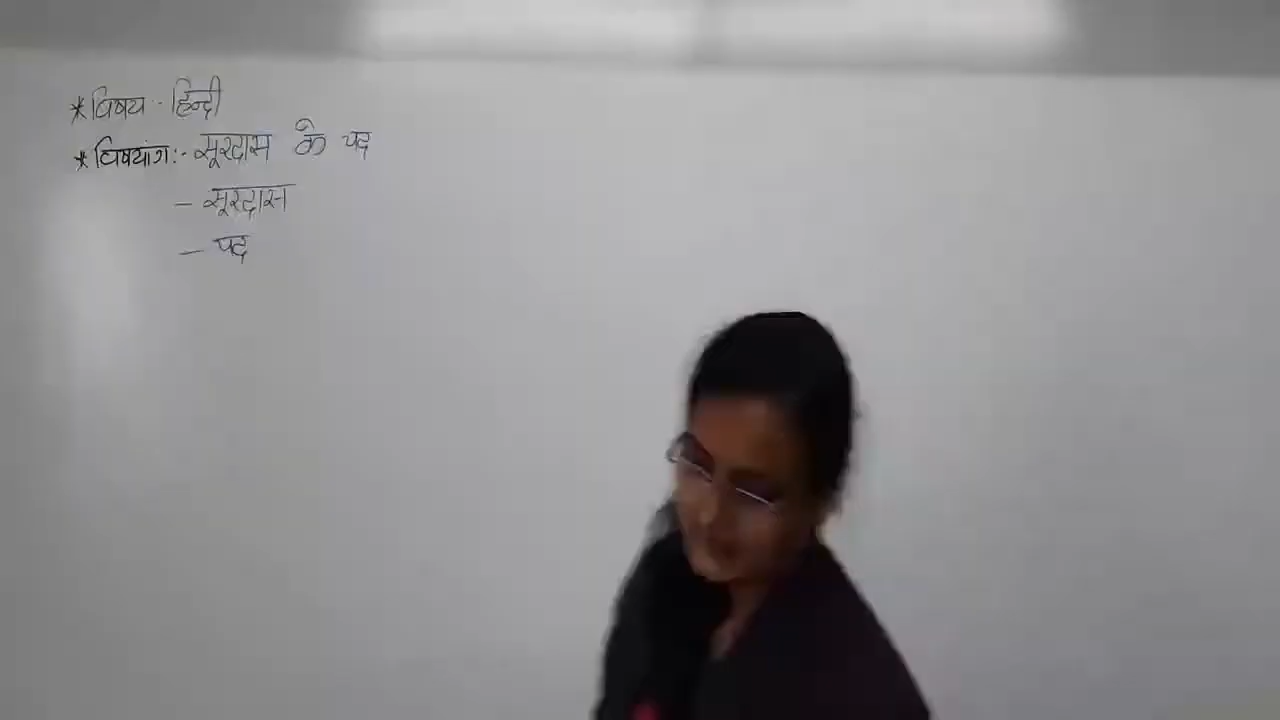 * विषय :- हिन्दी
* विषयांग :- सूरदास के पद
- सूरदास
- पद